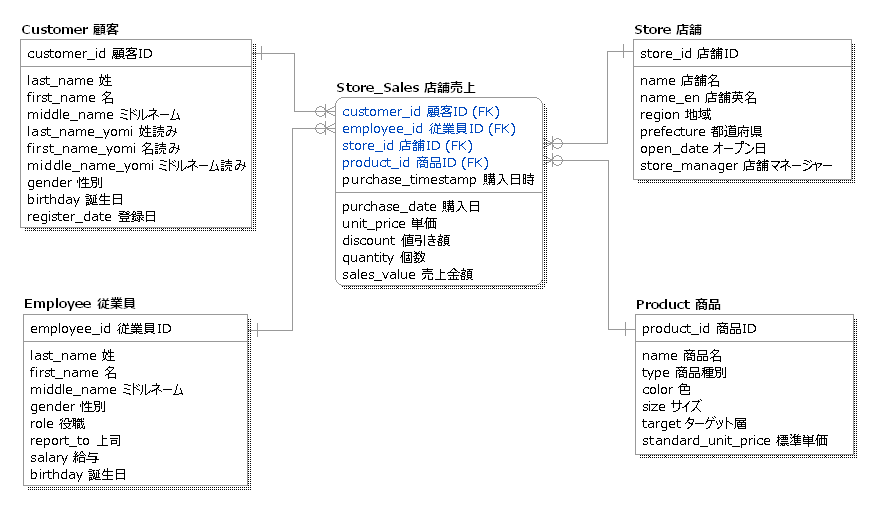 Customer 顧客
customer_id 顧客ID
last_name 姓
first_name 名
middle_name ミドルネーム
last_name_yomi 姓読み
first_name_yomi 名読み
middle_name_yomi ミドルネーム読み
gender 性別
birthday 誕生日
register_date 登録日
Employee 従業員
employee_id 従業員ID
last_name 姓
first_name 名
middle_name ミドルネーム
gender 性別
role 役職
report_to 上司
salary 給与
birthday 誕生日
Store_Sales 店舗売上
customer_id 顧客ID (FK)
employee_id 従業員ID (FK)
store_id 店舗ID (FK)
product_id 商品ID (FK)
purchase_timestamp 購入日時
purchase_date 購入日
unit_price 単価
discount 値引き額
quantity 個数
sales_value 売上金額
Store 店舗
store_id 店舗ID
name 店舗名
name_en 店舗英名
region 地域
prefecture 都道府県
open_date オープン日
store_manager 店舗マネージャー
Product 商品
product_id 商品ID
name 商品名
type 商品種別
color 色
size サイズ
target ターゲット層
standard_unit_price 標準単価